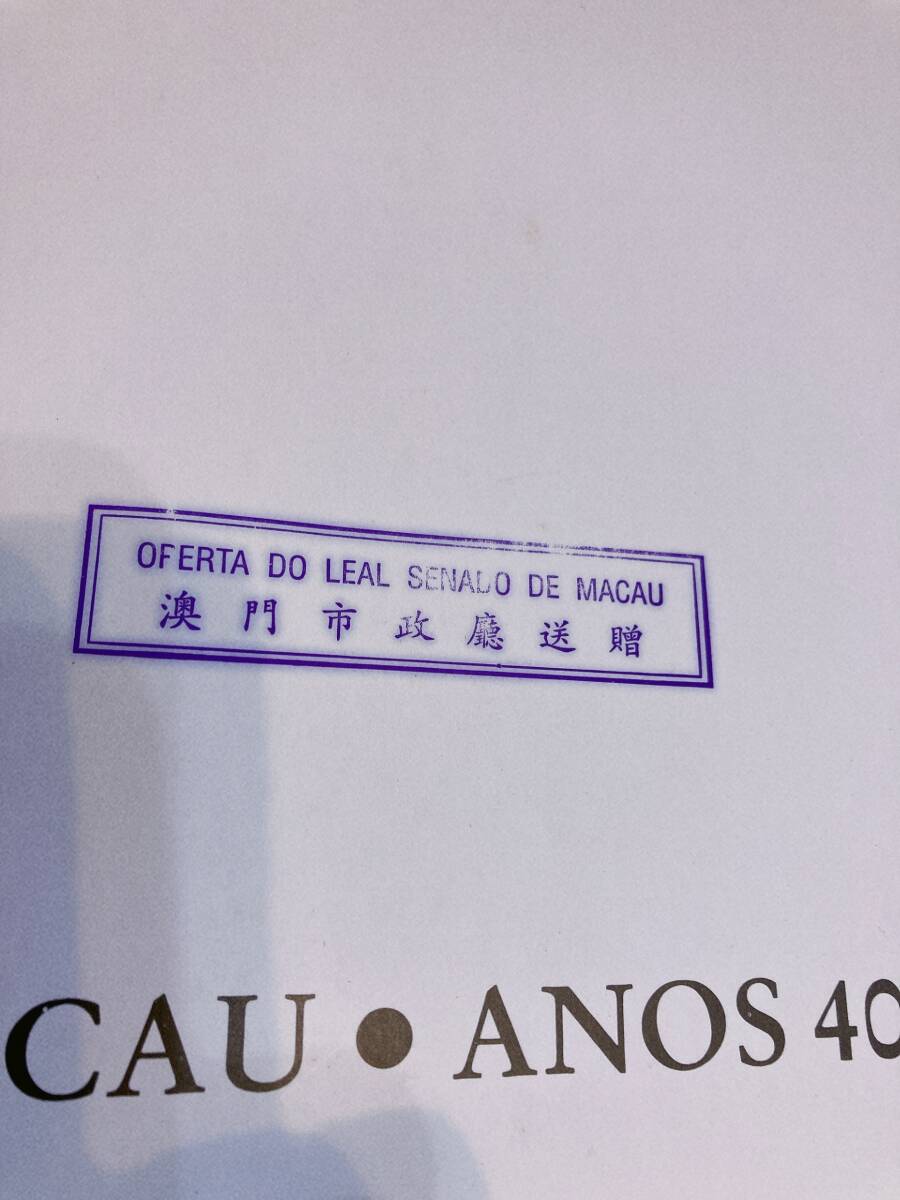 OFERTA DO LEAL SENADO DE MACAU
澳門市政廳送贈
CAU • ANOS 40